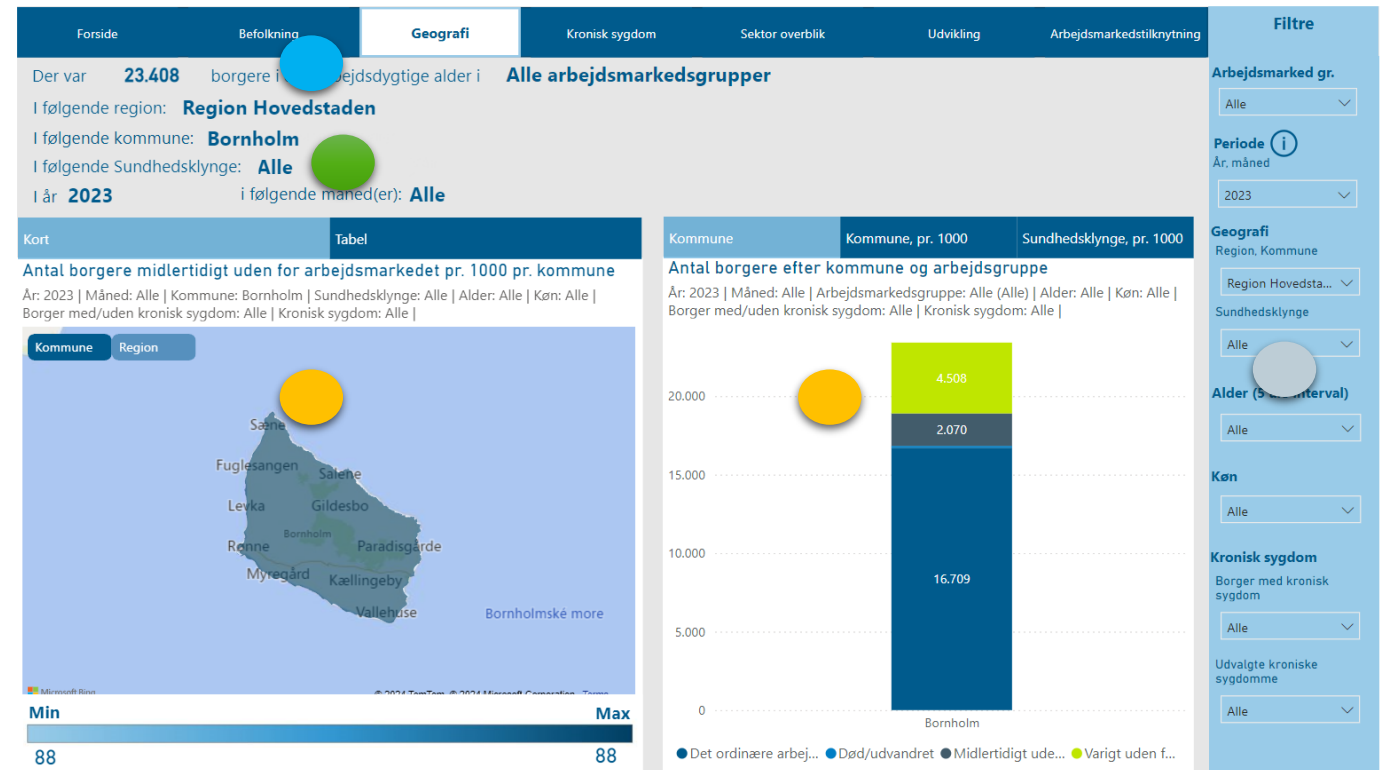 Forside Befolkning Geografi Kronisk sygdom Sektor overblik Udvikling Arbejdsmarkedstilknytning
Der var 23.408 borgere i ejdsdygtige alder i Alle arbejdsmarkedsgrupper
I følgende region: Region Hovedstaden
I følgende kommune: Bornholm
I følgende Sundhedsklynge: Alle
I år 2023 i følgende måned(er): Alle
Kort Tabel
Antal borgere midlertidigt uden for arbejdsmarkedet pr. 1000 pr. kommune
År: 2023 | Måned: Alle | Kommune: Bornholm | Sundhedsklynge: Alle | Alder: Alle | Køn: Alle |
Borger med/uden kronisk sygdom: Alle | Kronisk sygdom: Alle |
Kommune Region
Sæne
Fuglesangen Salene
Levka Gildesbo
Bornholm
Rønne Paradisgårde
Myregård Kællingeby
Vallehuse Bornholmské more
Microsoft Bing © 2024 TomTom, © 2024 Microsoft Corporation Terms
Min Max
88 88
Kommune Kommune, pr. 1000 Sundhedsklynge, pr. 1000
Antal borgere efter kommune og arbejdsgruppe
År: 2023 | Måned: Alle | Arbejdsmarkedsgruppe: Alle (Alle) | Alder: Alle | Køn: Alle |
Borger med/uden kronisk sygdom: Alle | Kronisk sygdom: Alle |
4.508
20.000
2.070
15.000
10.000
16.709
5.000
0
Bornholm
Det ordinære arbej... Død/udvandret Midlertidigt ude... Varigt uden f...
Filtre
Arbejdsmarked gr.
Alle
Periode i
År, måned
2023
Geografi
Region, Kommune
Region Hovedsta...
Sundhedsklynge
Alle
Alder (5 interval)
Alle
Køn
Alle
Kronisk sygdom
Borger med kronisk
sygdom
Alle
Udvalgte kroniske
sygdomme
Alle